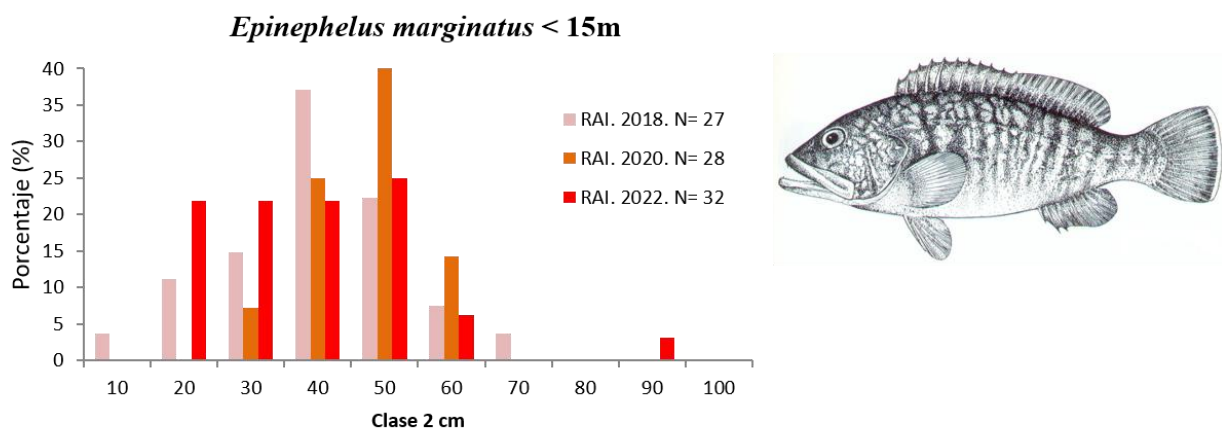 Epinephelus marginatus < 15m
40
35
30
25
20
15
10
5
0
Porcentaje (%)
10 20 30 40 50 60 70 80 90 100
Clase 2 cm
RAI. 2018. N= 27
RAI. 2020. N= 28
RAI. 2022. N= 32